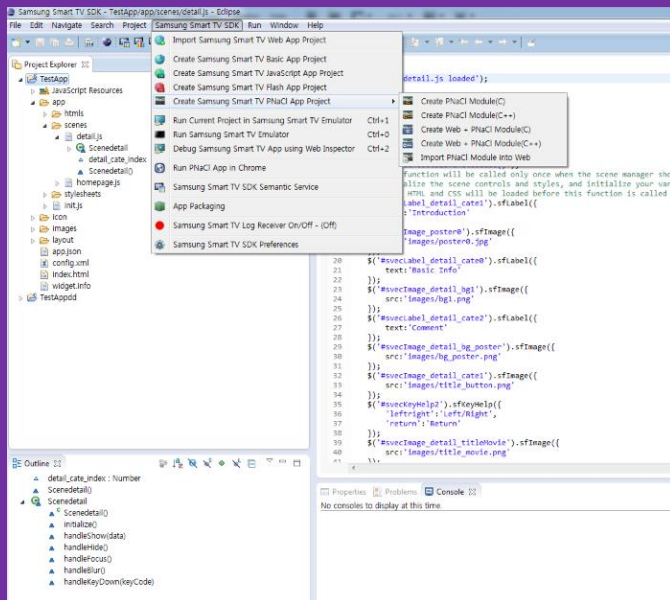 Samsung Smart TV SDK - TestApp/app/scenes/detail.js - Eclipse
File Edit Navigate Search Project Samsung Smart TV SDK Run Window Help
Import Samsung Smart TV Web App Project
Create Samsung Smart TV Basic App Project
Create Samsung Smart TV JavaScript App Project
Create Samsung Smart TV Flash App Project
Create Samsung Smart TV PNaCl App Project
Run Current Project in Samsung Smart TV Emulator Ctrl+1
Run Samsung Smart TV Emulator Ctrl+0
Debug Samsung Smart TV App using Web Inspector Ctrl+2
Run PNaCl App in Chrome
Samsung Smart TV SDK Semantic Service
App Packaging
Samsung Smart TV Log Receiver On/Off - (Off)
Samsung Smart TV SDK Preferences
Create PNaCl Module(C)
Create PNaCl Module(C++)
Create Web + PNaCl Module(C)
Create Web + PNaCl Module(C++)
Import PNaCl Module into Web
Project Explorer
TestApp
JavaScript Resources
app
htmls
scenes
detail.js
Scenedetail
detail_cate_index
Scenedetail()
homepage.js
stylesheets
init.js
icon
images
layout
app.json
config.xml
index.html
widget.info
TestAppdd
detail.js loaded');
function will be called only once when the scene manager sho
alize the scene controls and styles, and initialize your var
HTML and CSS will be loaded before this function is called
Label_detail_cate1').sfLabel({
:'Introduction'
Image_poster0').sfImage({
'images/poster0.jpg'
20 $('#svecLabel_detail_cate0').sfLabel({
21 text:'Basic Info'
22 });
23 $('#svecImage_detail_bg1').sfImage({
24 src:'images/bg1.png'
25 });
26 $('#svecLabel_detail_cate2').sfLabel({
27 text:'Comment'
28 });
29 $('#svecImage_detail_bg_poster').sfImage({
30 src:'images/bg_poster.png'
31 });
32 $('#svecImage_detail_cate1').sfImage({
33 src:'images/title_button.png'
34 });
35 $('#svecKeyHelp2').sfKeyHelp({
36 'leftright':'Left/Right',
37 'return':'Return'
38 });
39 $('#svecImage_detail_titleMovie').sfImage({
40 src:'images/title_movie.png'
41 });
Outline
detail_cate_index : Number
Scenedetail()
Scenedetail
Scenedetail()
initialize()
handleShow(data)
handleHide()
handleFocus()
handleBlur()
handleKeyDown(keyCode)
Properties Problems Console
No consoles to display at this time.